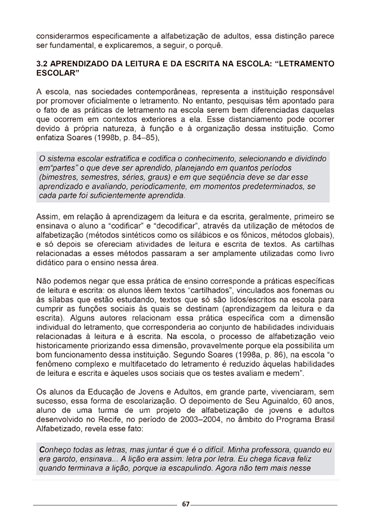 considerarmos especificamente a alfabetização de adultos, essa distinção parece
ser fundamental, e explicaremos, a seguir, o porquê.
3.2 APRENDIZADO DA LEITURA E DA ESCRITA NA ESCOLA: “LETRAMENTO
ESCOLAR”
A escola, nas sociedades contemporâneas, representa a instituição responsável
por promover oficialmente o letramento. No entanto, pesquisas têm apontado para
o fato de as práticas de letramento na escola serem bem diferenciadas daquelas
que ocorrem em contextos exteriores a ela. Esse distanciamento pode ocorrer
devido à própria natureza, à função e à organização dessa instituição. Como
enfatiza Soares (1998b, p. 84–85),
O sistema escolar estratifica e codifica o conhecimento, selecionando e dividindo
em“partes” o que deve ser aprendido, planejando em quantos períodos
(bimestres, semestres, séries, graus) e em que seqüência deve se dar esse
aprendizado e avaliando, periodicamente, em momentos predeterminados, se
cada parte foi suficientemente aprendida.
Assim, em relação à aprendizagem da leitura e da escrita, geralmente, primeiro se
ensinava o aluno a “codificar” e “decodificar”, através da utilização de métodos de
alfabetização (métodos sintéticos como os silábicos e os fônicos, métodos globais),
e só depois se ofereciam atividades de leitura e escrita de textos. As cartilhas
relacionadas a esses métodos passaram a ser amplamente utilizadas como livro
didático para o ensino nessa área.
Não podemos negar que essa prática de ensino corresponde a práticas específicas
de leitura e escrita: os alunos lêem textos “cartilhados”, vinculados aos fonemas ou
às sílabas que estão estudando, textos que só são lidos/escritos na escola para
cumprir as funções sociais às quais se destinam (aprendizagem da leitura e da
escrita). Alguns autores relacionam essa prática específica com a dimensão
individual do letramento, que corresponderia ao conjunto de habilidades individuais
relacionadas à leitura e à escrita. Na escola, o processo de alfabetização veio
historicamente priorizando essa dimensão, provavelmente porque ela possibilita um
bom funcionamento dessa instituição. Segundo Soares (1998a, p. 86), na escola “o
fenômeno complexo e multifacetado do letramento é reduzido àquelas habilidades
de leitura e escrita e àqueles usos sociais que os testes avaliam e medem”.
Os alunos da Educação de Jovens e Adultos, em grande parte, vivenciaram, sem
sucesso, essa forma de escolarização. O depoimento de Seu Aguinaldo, 60 anos,
aluno de uma turma de um projeto de alfabetização de jovens e adultos
desenvolvido no Recife, no período de 2003–2004, no âmbito do Programa Brasil
Alfabetizado, revela esse fato:
Conheço todas as letras, mas juntar é que é o difícil. Minha professora, quando eu
era garoto, ensinava... A lição era assim: letra por letra. Eu chega ficava feliz
quando terminava a lição, porque ia escapulindo. Agora não tem mais nesse
67